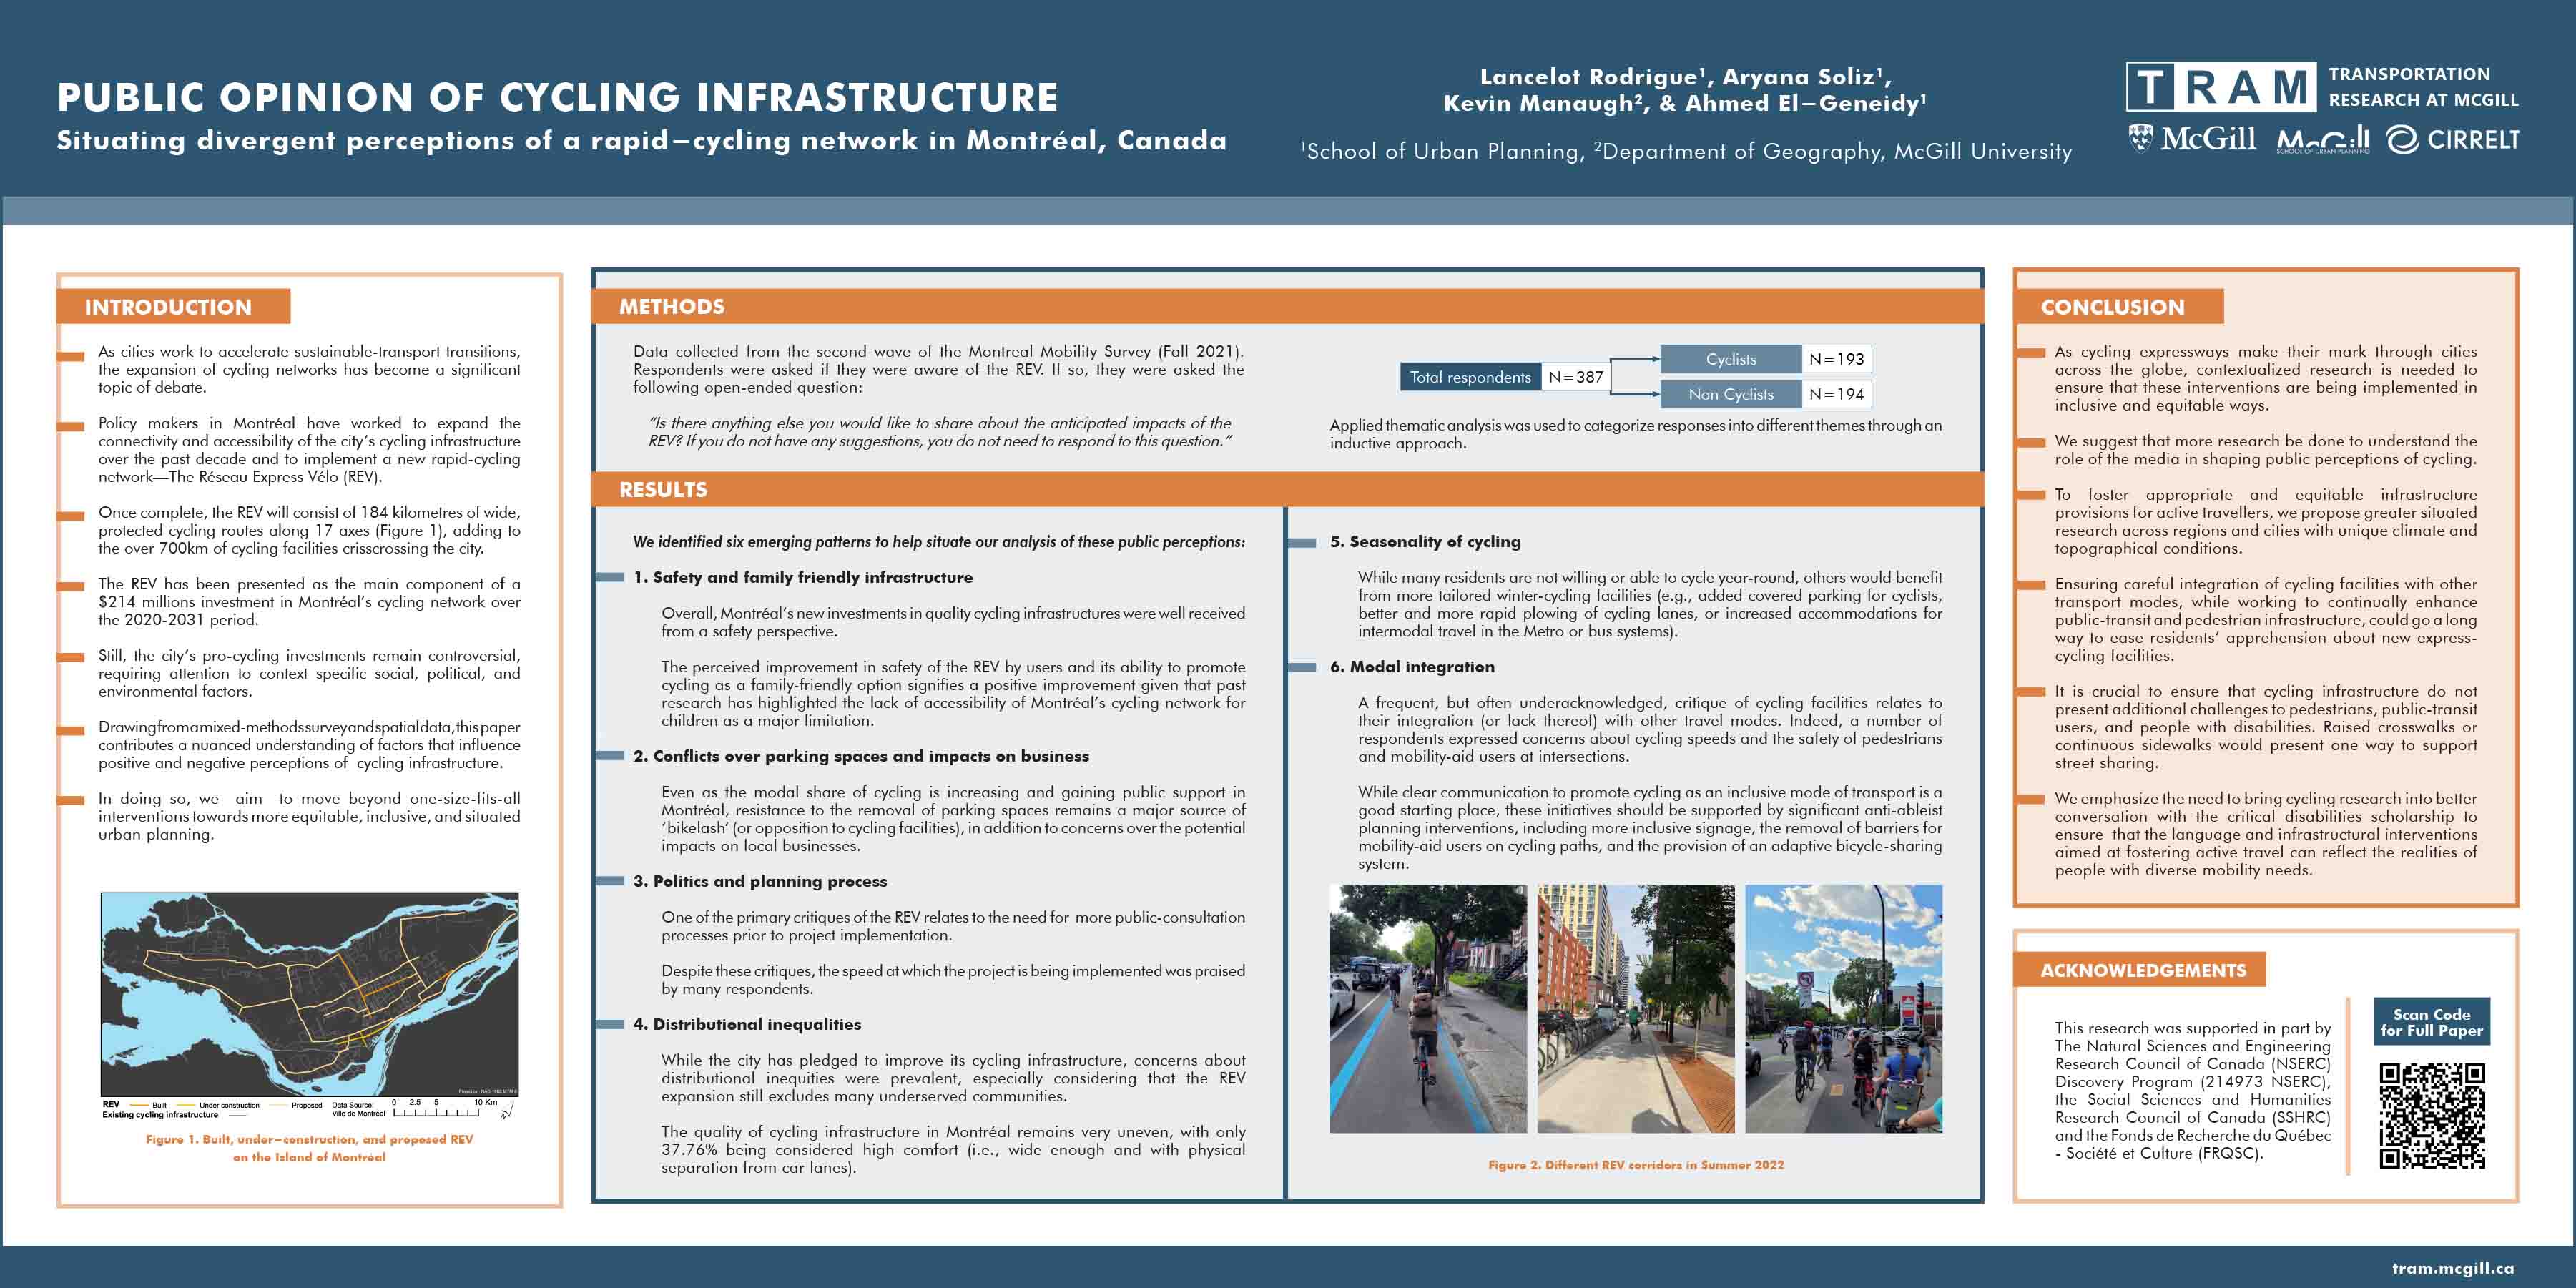 PUBLIC OPINION OF CYCLING INFRASTRUCTURE
Situating divergent perceptions of a rapid–cycling network in Montréal, Canada
Lancelot Rodrigue¹, Aryana Soliz¹,
Kevin Manaugh², & Ahmed El–Geneidy¹
¹School of Urban Planning, ²Department of Geography, McGill University
TRAM
TRANSPORTATION
RESEARCH AT MCGILL
McGill
McGill
SCHOOL OF URBAN PLANNING
CIRRELT
INTRODUCTION
As cities work to accelerate sustainable-transport transitions,
the expansion of cycling networks has become a significant
topic of debate.
Policy makers in Montréal have worked to expand the
connectivity and accessibility of the city's cycling infrastructure
over the past decade and to implement a new rapid-cycling
network—The Réseau Express Vélo (REV).
Once complete, the REV will consist of 184 kilometres of wide,
protected cycling routes along 17 axes (Figure 1), adding to
the over 700km of cycling facilities crisscrossing the city.
The REV has been presented as the main component of a
$214 millions investment in Montréal's cycling network over
the 2020-2031 period.
Still, the city's pro-cycling investments remain controversial,
requiring attention to context specific social, political, and
environmental factors.
Drawing from a mixed-methods survey and spatial data, this paper
contributes a nuanced understanding of factors that influence
positive and negative perceptions of cycling infrastructure.
In doing so, we aim to move beyond one-size-fits-all
interventions towards more equitable, inclusive, and situated
urban planning.
Projection: NAD 1983 MTM 8
REV Built Under construction Proposed
Existing cycling infrastructure
Data Source:
Ville de Montréal
0 2.5 5 10 Km
N
Figure 1. Built, under–construction, and proposed REV
on the Island of Montréal
METHODS
Data collected from the second wave of the Montreal Mobility Survey (Fall 2021).
Respondents were asked if they were aware of the REV. If so, they were asked the
following open-ended question:
"Is there anything else you would like to share about the anticipated impacts of the
REV? If you do not have any suggestions, you do not need to respond to this question."
Total respondents N=387
Cyclists N=193
Non Cyclists N=194
Applied thematic analysis was used to categorize responses into different themes through an
inductive approach.
RESULTS
We identified six emerging patterns to help situate our analysis of these public perceptions:
1. Safety and family friendly infrastructure
Overall, Montréal's new investments in quality cycling infrastructures were well received
from a safety perspective.
The perceived improvement in safety of the REV by users and its ability to promote
cycling as a family-friendly option signifies a positive improvement given that past
research has highlighted the lack of accessibility of Montréal's cycling network for
children as a major limitation.
2. Conflicts over parking spaces and impacts on business
Even as the modal share of cycling is increasing and gaining public support in
Montréal, resistance to the removal of parking spaces remains a major source of
'bikelash' (or opposition to cycling facilities), in addition to concerns over the potential
impacts on local businesses.
3. Politics and planning process
One of the primary critiques of the REV relates to the need for more public-consultation
processes prior to project implementation.
Despite these critiques, the speed at which the project is being implemented was praised
by many respondents.
4. Distributional inequalities
While the city has pledged to improve its cycling infrastructure, concerns about
distributional inequities were prevalent, especially considering that the REV
expansion still excludes many underserved communities.
The quality of cycling infrastructure in Montréal remains very uneven, with only
37.76% being considered high comfort (i.e., wide enough and with physical
separation from car lanes).
5. Seasonality of cycling
While many residents are not willing or able to cycle year-round, others would benefit
from more tailored winter-cycling facilities (e.g., added covered parking for cyclists,
better and more rapid plowing of cycling lanes, or increased accommodations for
intermodal travel in the Metro or bus systems).
6. Modal integration
A frequent, but often underacknowledged, critique of cycling facilities relates to
their integration (or lack thereof) with other travel modes. Indeed, a number of
respondents expressed concerns about cycling speeds and the safety of pedestrians
and mobility-aid users at intersections.
While clear communication to promote cycling as an inclusive mode of transport is a
good starting place, these initiatives should be supported by significant anti-ableist
planning interventions, including more inclusive signage, the removal of barriers for
mobility-aid users on cycling paths, and the provision of an adaptive bicycle-sharing
system.
Figure 2. Different REV corridors in Summer 2022
CONCLUSION
As cycling expressways make their mark through cities
across the globe, contextualized research is needed to
ensure that these interventions are being implemented in
inclusive and equitable ways.
We suggest that more research be done to understand the
role of the media in shaping public perceptions of cycling.
To foster appropriate and equitable infrastructure
provisions for active travellers, we propose greater situated
research across regions and cities with unique climate and
topographical conditions.
Ensuring careful integration of cycling facilities with other
transport modes, while working to continually enhance
public-transit and pedestrian infrastructure, could go a long
way to ease residents' apprehension about new express-
cycling facilities.
It is crucial to ensure that cycling infrastructure do not
present additional challenges to pedestrians, public-transit
users, and people with disabilities. Raised crosswalks or
continuous sidewalks would present one way to support
street sharing.
We emphasize the need to bring cycling research into better
conversation with the critical disabilities scholarship to
ensure that the language and infrastructural interventions
aimed at fostering active travel can reflect the realities of
people with diverse mobility needs.
ACKNOWLEDGEMENTS
This research was supported in part by
The Natural Sciences and Engineering
Research Council of Canada (NSERC)
Discovery Program (214973 NSERC),
the Social Sciences and Humanities
Research Council of Canada (SSHRC)
and the Fonds de Recherche du Québec
- Société et Culture (FRQSC).
Scan Code
for Full Paper
tram.mcgill.ca